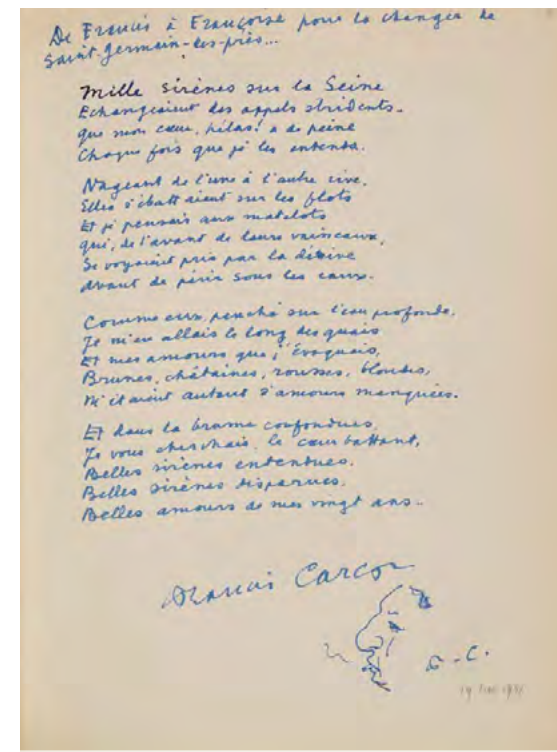 De Francis à Françoise pour la changer de
Saint-Germain-des-prés...
Mille sirènes sur la Seine
Echangeaient des appels stridents.
que mon cœur, hélas! a de peine
Chaque fois que je les entends.
Nageant de l'une à l'autre rive,
Elles s'ébattaient sur les flots
Et je pensais aux matelots
qui, de l'avant de leurs vaisseaux,
Se voyaient pris par la dérive
avant de périr sous les eaux.
Comme eux, penché sur l'eau profonde,
Je m'en allais le long des quais
Et mes amours que j'évoquais,
Brunes, châtaines, rousses, blondes,
M'étaient autant d'amours manquées.
Et dans la brume confondues,
Je vous cherchais, le cœur battant,
Belles sirènes entendues,
Belles sirènes disparues,
Belles amours de mes vingt ans..
Francis Carco
F.-C.